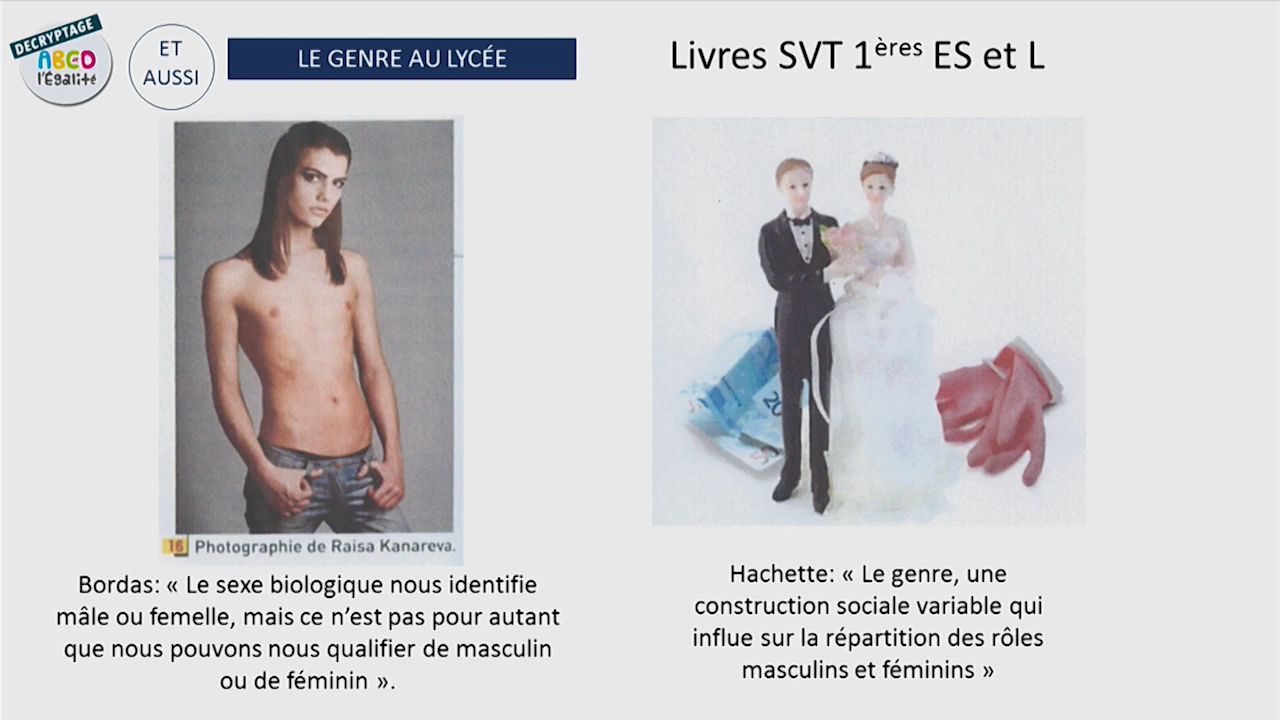 DECRYPTAGE
ABCD
l'Égalité
ET
AUSSI
LE GENRE AU LYCÉE
Livres SVT 1ères ES et L
16 Photographie de Raisa Kanareva.
20
Bordas: « Le sexe biologique nous identifie
mâle ou femelle, mais ce n'est pas pour autant
que nous pouvons nous qualifier de masculin
ou de féminin ».
Hachette: « Le genre, une
construction sociale variable qui
influe sur la répartition des rôles
masculins et féminins »